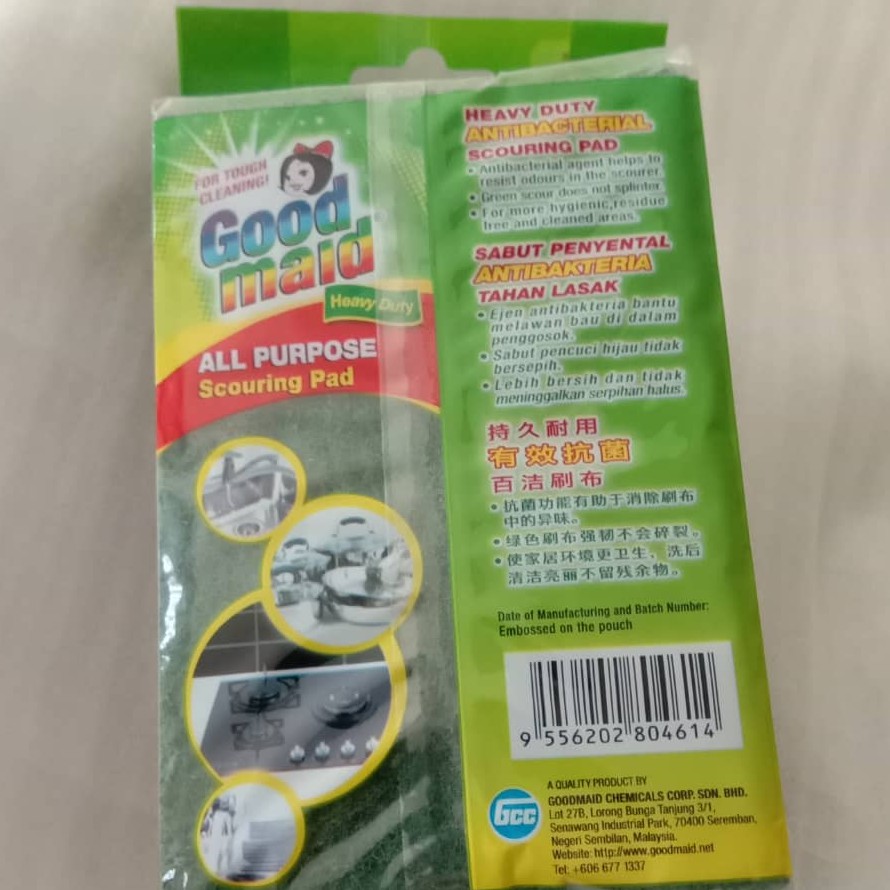 FOR TOUGH
CLEANING!
Good
maid
Heavy Duty
ALL PURPOSE
Scouring Pad
HEAVY DUTY
ANTIBACTERIAL
SCOURING PAD
• Antibacterial agent helps to
resist odours in the scourer.
• Green scour does not splinter.
• For more hygienic,residue
free and cleaned areas.
SABUT PENYENTAL
ANTIBAKTERIA
TAHAN LASAK
• Ejen antibakteria bantu
melawan bau di dalam
penggosok.
• Sabut pencuci hijau tidak
bersepih.
• Lebih bersih dan tidak
meninggalkan serpihan halus.
持久耐用
有效抗菌
百洁刷布
• 抗菌功能有助于消除刷布
中的异味。
• 绿色刷布强韧不会碎裂。
• 使家居环境更卫生，洗后
清洁亮丽不留残余物。
Date of Manufacturing and Batch Number:
Embossed on the pouch
9 556202 804614
GCC
A QUALITY PRODUCT BY
GOODMAID CHEMICALS CORP. SDN. BHD.
Lot 27B, Lorong Bunga Tanjung 3/1,
Senawang Industrial Park, 70400 Seremban,
Negeri Sembilan, Malaysia.
Website: http://www.goodmaid.net
Tel: +606 677 1337